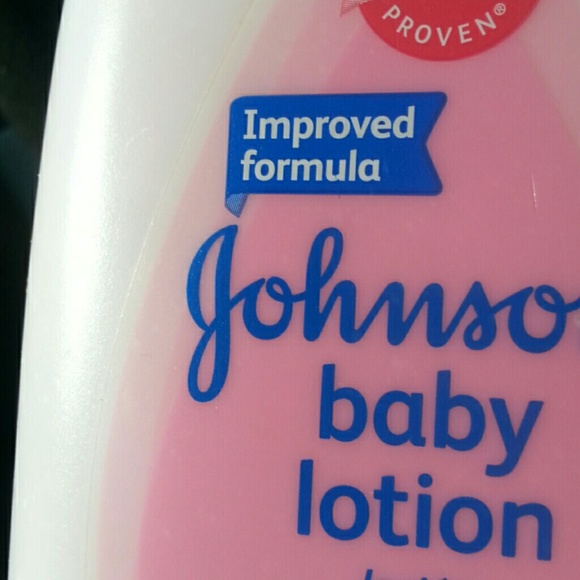 PROVEN®
Improved
formula
Johnso
baby
lotion